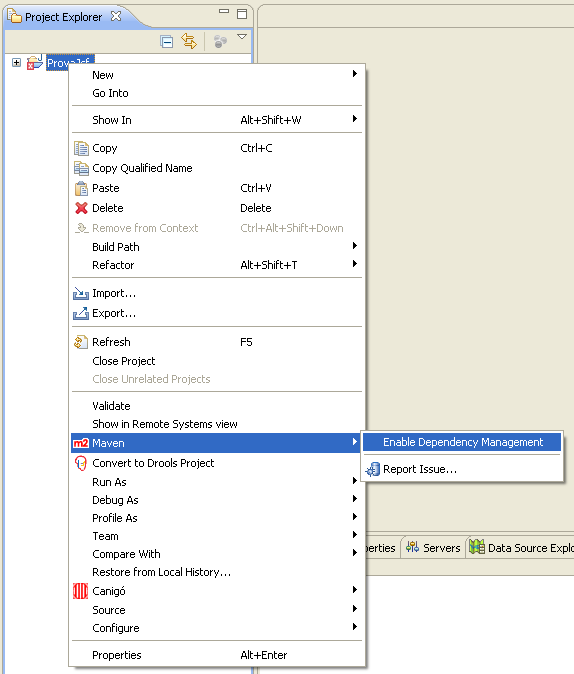 Project Explorer
ProvaJsf
New
Go Into
Show In Alt+Shift+W
Copy Ctrl+C
Copy Qualified Name
Paste Ctrl+V
Delete Delete
Remove from Context Ctrl+Alt+Shift+Down
Build Path
Refactor Alt+Shift+T
Import...
Export...
Refresh F5
Close Project
Close Unrelated Projects
Validate
Show in Remote Systems view
m2 Maven
Enable Dependency Management
Convert to Drools Project
Report Issue...
Run As
Debug As
Profile As
Team
Compare With
perties Servers Data Source Explo
Restore from Local History...
Canigó
Source
Configure
Properties Alt+Enter